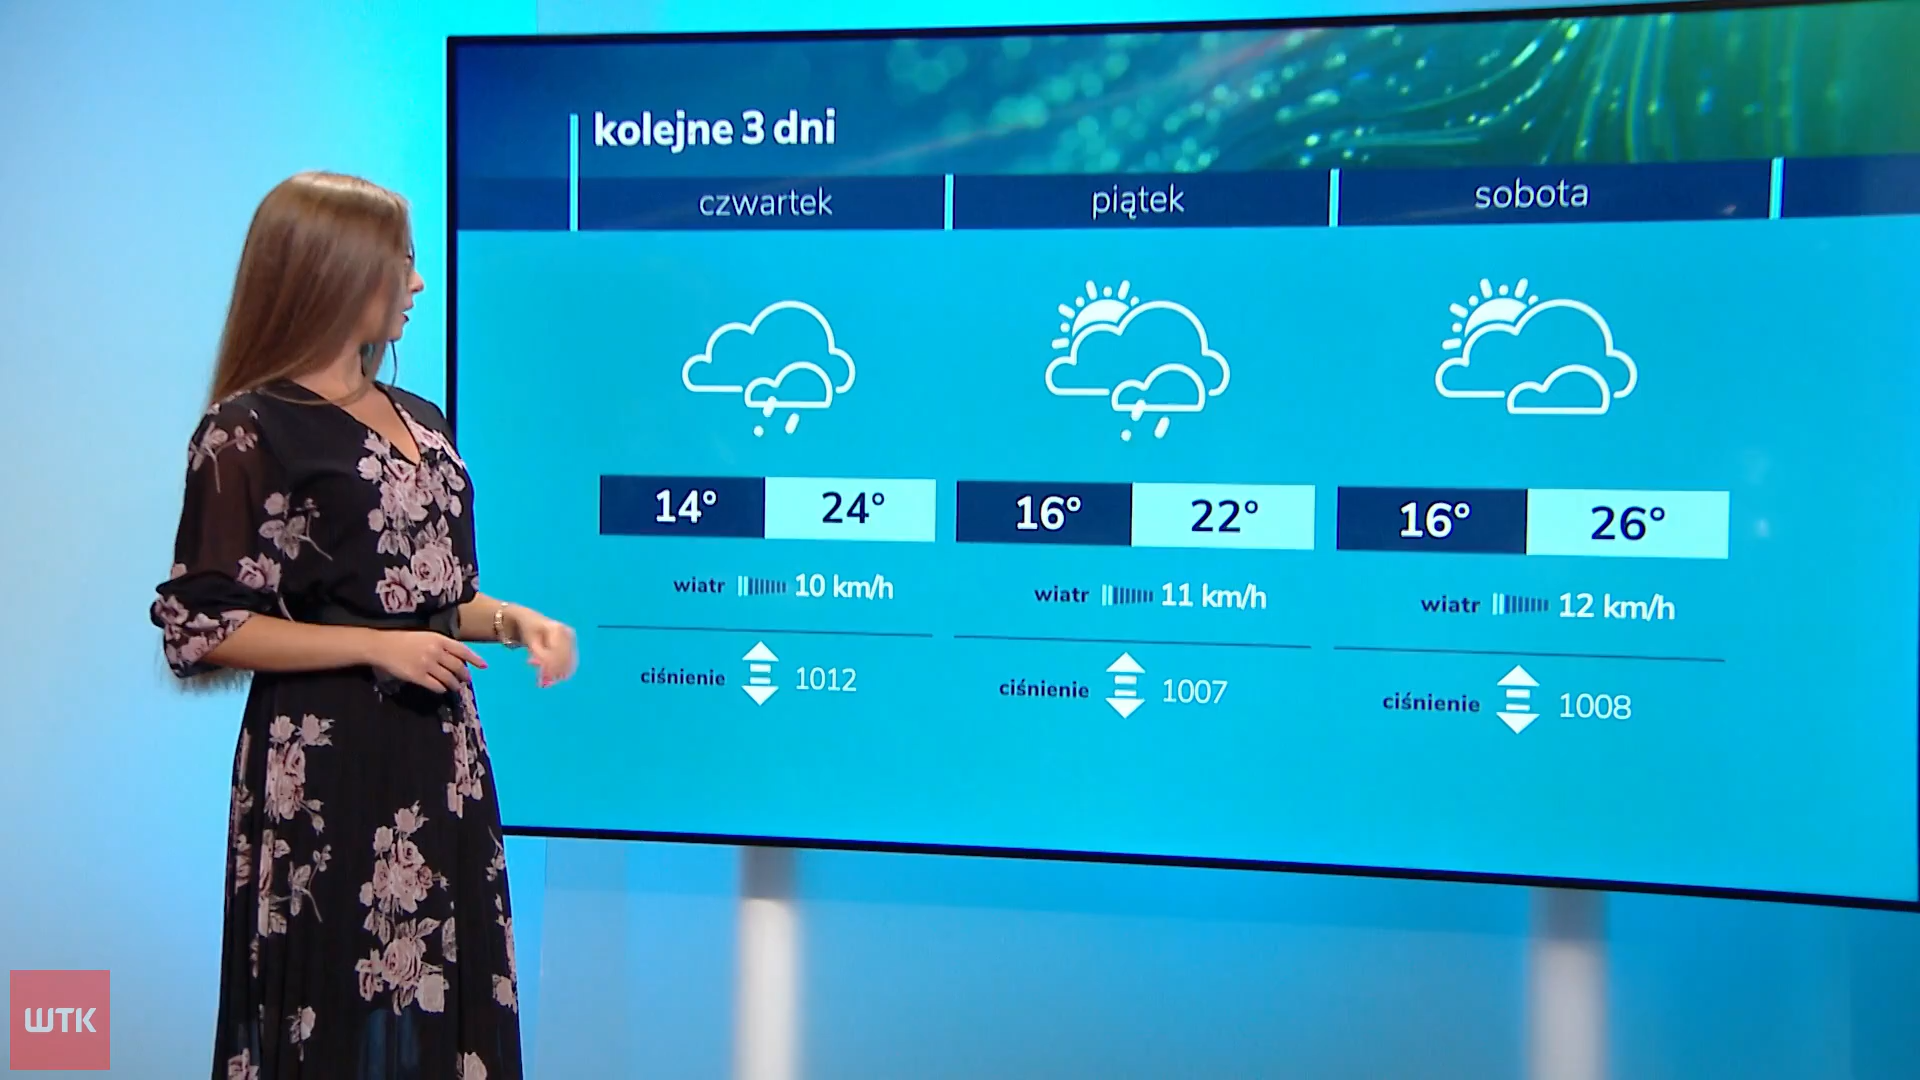 kolejne 3 dni
czwartek piątek sobota
14° 24° 16° 22° 16° 26°
wiatr 10 km/h wiatr 11 km/h wiatr 12 km/h
ciśnienie 1012 ciśnienie 1007 ciśnienie 1008
WTK